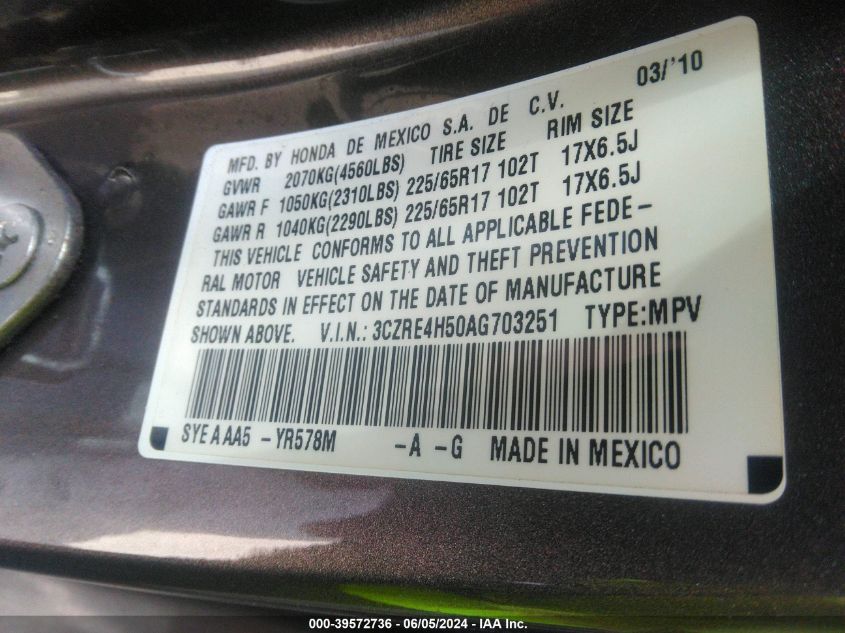 03/'10
MFD. BY HONDA DE MEXICO S.A. DE C.V.
GVWR 2070KG(4560LBS) TIRE SIZE RIM SIZE
GAWR F 1050KG(2310LBS) 225/65R17 102T 17X6.5J
GAWR R 1040KG(2290LBS) 225/65R17 102T 17X6.5J
THIS VEHICLE CONFORMS TO ALL APPLICABLE FEDE-
RAL MOTOR VEHICLE SAFETY AND THEFT PREVENTION
STANDARDS IN EFFECT ON THE DATE OF MANUFACTURE
SHOWN ABOVE. V.I.N.: 3CZRE4H50AG703251 TYPE:MPV
SYE A AA5 - YR578M -A -G MADE IN MEXICO
000-39572736 - 06/05/2024 - IAA Inc.